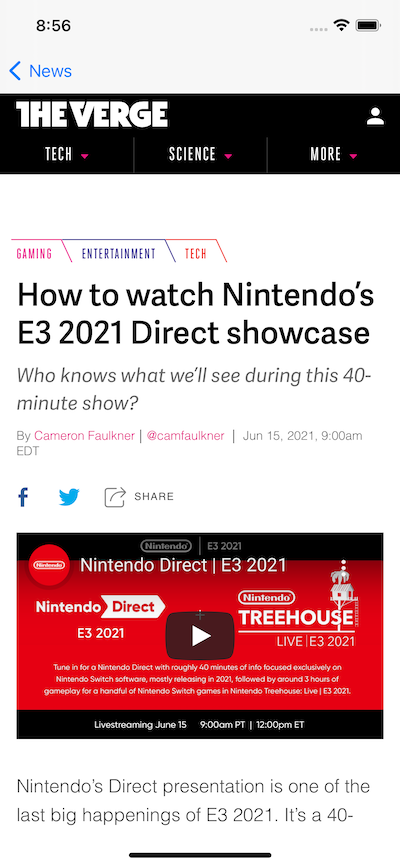 8:56
News
THE VERGE
TECH
SCIENCE
MORE
GAMING
ENTERTAINMENT
TECH
How to watch Nintendo's
E3 2021 Direct showcase
Who knows what we'll see during this 40-
minute show?
By Cameron Faulkner | @camfaulkner | Jun 15, 2021, 9:00am
EDT
SHARE
Nintendo | E3 2021
Nintendo
Nintendo Direct | E3 2021
Nintendo Direct
E3 2021
Nintendo
TREEHOUSE
LIVE | E3 2021
Tune in for a Nintendo Direct with roughly 40 minutes of info focused exclusively on
Nintendo Switch software, mostly releasing in 2021, followed by around 3 hours of
gameplay for a handful of Nintendo Switch games in Nintendo Treehouse: Live | E3 2021.
Livestreaming June 15 9:00am PT | 12:00pm ET
Nintendo's Direct presentation is one of the
last big happenings of E3 2021. It's a 40-